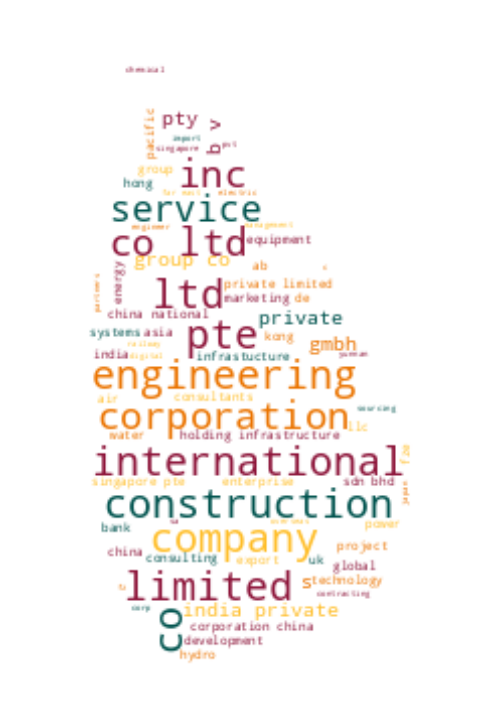 chemical
pacific
pty
b v
import
singapore
pvt
group
inc
hong
far east
electric
service
engineer
management
co ltd
equipment
group co
ab
energy
partners
ltd
private limited
marketing
de
china national
private
systems
asia
pte
kong
gmbh
railway
india
digital
infrastucture
yunnan
engineering
air
consultants
corporation
sourcing
llc
water
holding
infrastructure
international
fze
singapore pte
enterprise
sdn bhd
construction
bank
sa
overseas
power
company
china
consulting
export
uk
project
global
limited
s
technology
contracting
corp
co
india private
corporation china
development
hydro